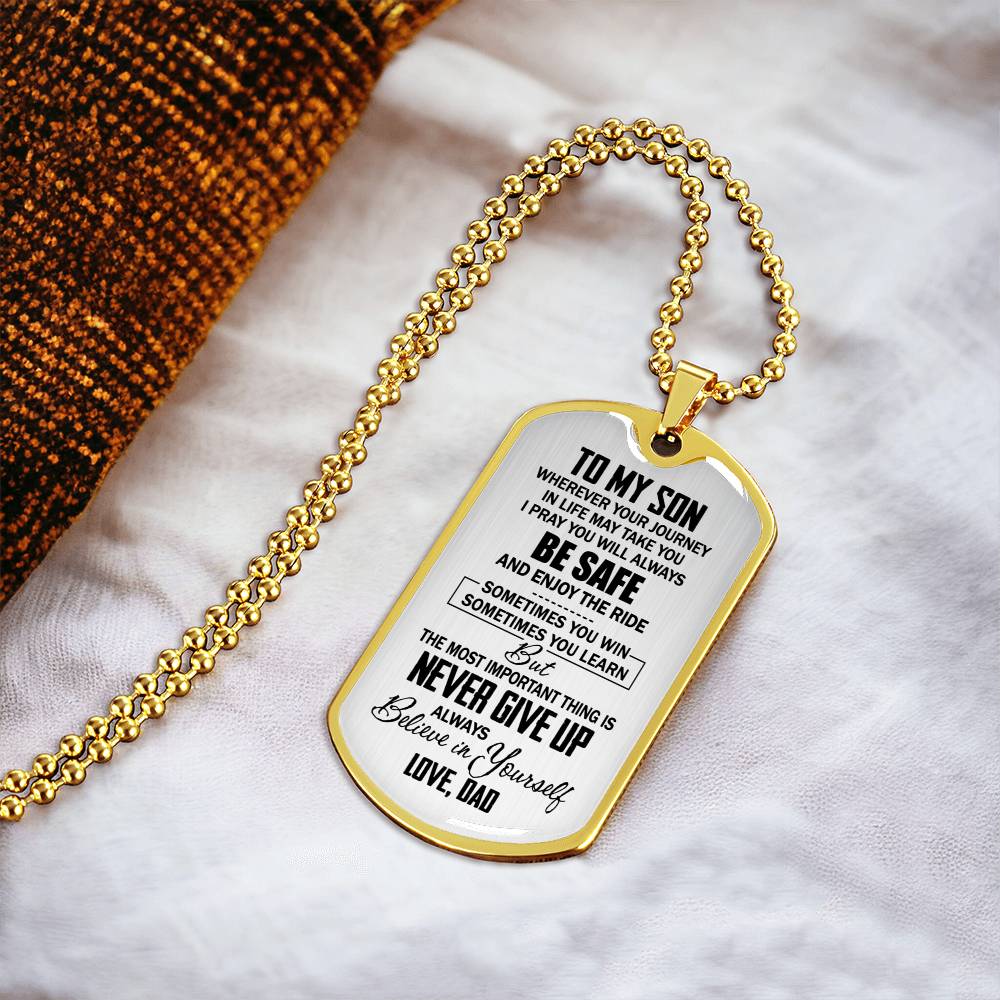 TO MY SON
WHEREVER YOUR JOURNEY
IN LIFE MAY TAKE YOU
I PRAY YOU WILL ALWAYS
BE SAFE
AND ENJOY THE RIDE
SOMETIMES YOU WIN
SOMETIMES YOU LEARN
But
THE MOST IMPORTANT THING IS
NEVER GIVE UP
ALWAYS
Believe in Yourself
LOVE, DAD